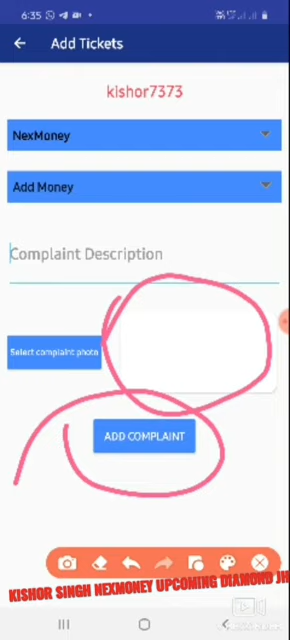 6:35
Add Tickets
kishor7373
NexMoney
Add Money
Complaint Description
Select complaint photo
ADD COMPLAINT
KISHOR SINGH NEXMONEY UPCOMING DIAMOND JH